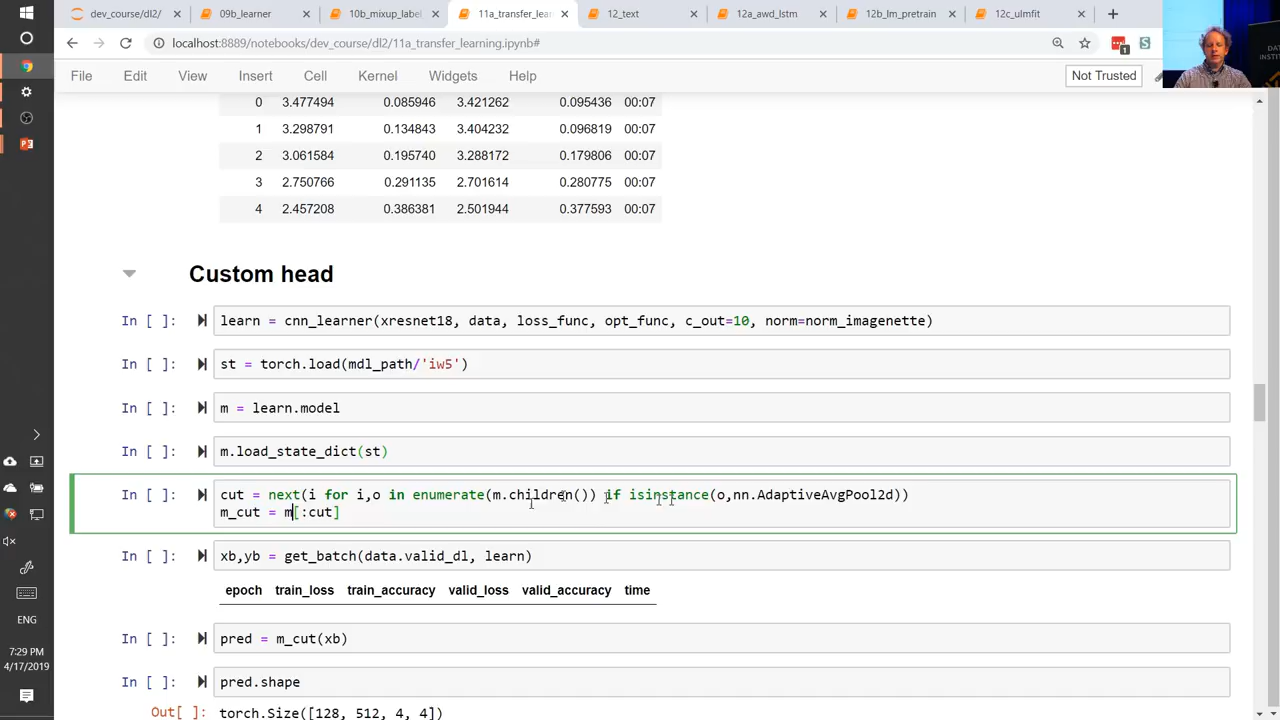 dev_course/dl2/
09b_learner
10b_mixup_label
11a_transfer_lear
12_text
12a_awd_lstm
12b_lm_pretrain
12c_ulmfit
localhost:8889/notebooks/dev_course/dl2/11a_transfer_learning.ipynb#
File Edit View Insert Cell Kernel Widgets Help
Not Trusted
0 3.477494 0.085946 3.421262 0.095436 00:07
1 3.298791 0.134843 3.404232 0.096819 00:07
2 3.061584 0.195740 3.288172 0.179806 00:07
3 2.750766 0.291135 2.701614 0.280775 00:07
4 2.457208 0.386381 2.501944 0.377593 00:07
Custom head
In [ ]: learn = cnn_learner(xresnet18, data, loss_func, opt_func, c_out=10, norm=norm_imagenette)
In [ ]: st = torch.load(mdl_path/'iw5')
In [ ]: m = learn.model
In [ ]: m.load_state_dict(st)
In [ ]: cut = next(i for i,o in enumerate(m.children()) if isinstance(o,nn.AdaptiveAvgPool2d))
m_cut = m[:cut]
In [ ]: xb,yb = get_batch(data.valid_dl, learn)
epoch train_loss train_accuracy valid_loss valid_accuracy time
In [ ]: pred = m_cut(xb)
In [ ]: pred.shape
Out[ ]: torch.Size([128, 512, 4, 4])
ENG
7:29 PM
4/17/2019